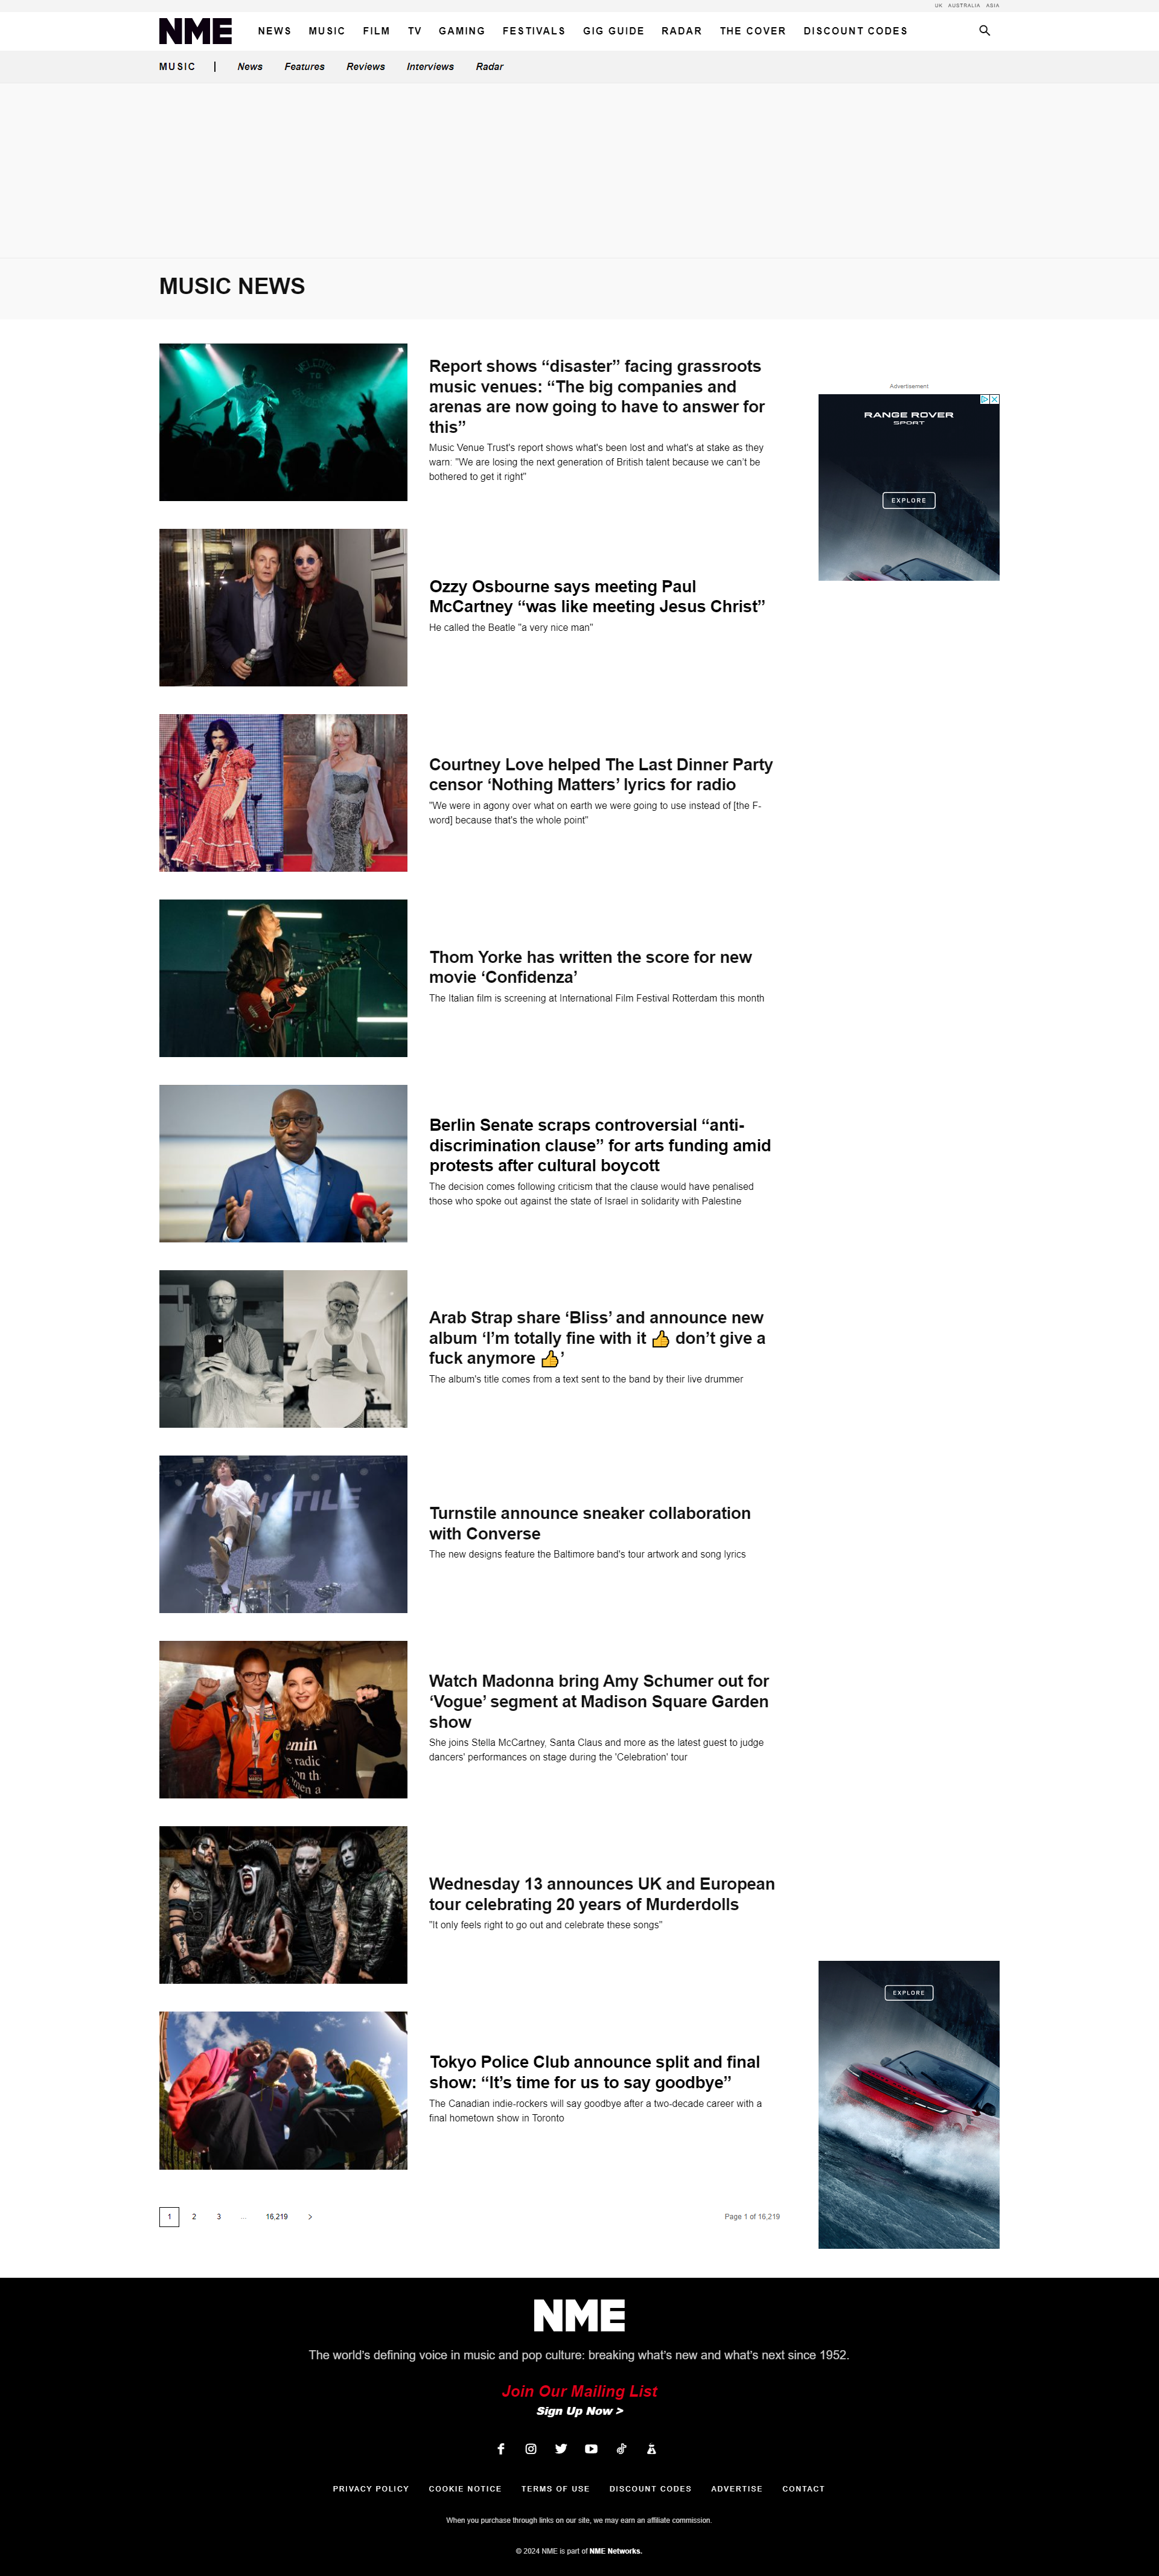 UK AUSTRALIA ASIA
NME NEWS MUSIC FILM TV GAMING FESTIVALS GIG GUIDE RADAR THE COVER DISCOUNT CODES
MUSIC | News Features Reviews Interviews Radar
MUSIC NEWS
Report shows “disaster” facing grassroots
music venues: “The big companies and
arenas are now going to have to answer for
this”
Music Venue Trust's report shows what's been lost and what's at stake as they
warn: "We are losing the next generation of British talent because we can't be
bothered to get it right"
Advertisement
RANGE ROVER
SPORT
EXPLORE
Ozzy Osbourne says meeting Paul
McCartney “was like meeting Jesus Christ”
He called the Beatle "a very nice man"
Courtney Love helped The Last Dinner Party
censor ‘Nothing Matters’ lyrics for radio
"We were in agony over what on earth we were going to use instead of [the F-
word] because that's the whole point"
Thom Yorke has written the score for new
movie ‘Confidenza’
The Italian film is screening at International Film Festival Rotterdam this month
Berlin Senate scraps controversial “anti-
discrimination clause” for arts funding amid
protests after cultural boycott
The decision comes following criticism that the clause would have penalised
those who spoke out against the state of Israel in solidarity with Palestine
Arab Strap share ‘Bliss’ and announce new
album ‘I’m totally fine with it 👍 don’t give a
fuck anymore 👍’
The album's title comes from a text sent to the band by their live drummer
Turnstile announce sneaker collaboration
with Converse
The new designs feature the Baltimore band's tour artwork and song lyrics
Watch Madonna bring Amy Schumer out for
‘Vogue’ segment at Madison Square Garden
show
She joins Stella McCartney, Santa Claus and more as the latest guest to judge
dancers' performances on stage during the 'Celebration' tour
Wednesday 13 announces UK and European
tour celebrating 20 years of Murderdolls
"It only feels right to go out and celebrate these songs"
EXPLORE
Tokyo Police Club announce split and final
show: “It’s time for us to say goodbye”
The Canadian indie-rockers will say goodbye after a two-decade career with a
final hometown show in Toronto
1 2 3 ... 16,219 > Page 1 of 16,219
NME
The world's defining voice in music and pop culture: breaking what's new and what's next since 1952.
Join Our Mailing List
Sign Up Now >
PRIVACY POLICY COOKIE NOTICE TERMS OF USE DISCOUNT CODES ADVERTISE CONTACT
When you purchase through links on our site, we may earn an affiliate commission.
© 2024 NME is part of NME Networks.